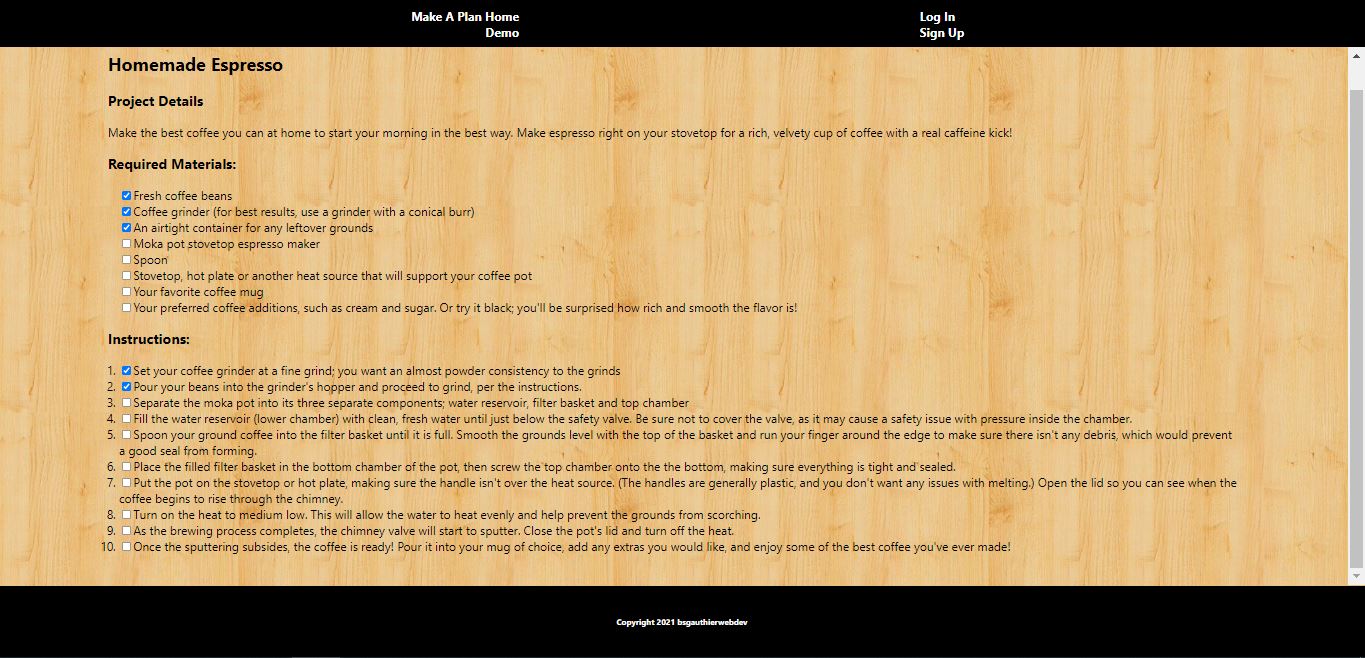 Make A Plan Home
Demo
Log In
Sign Up
Homemade Espresso
Project Details
Make the best coffee you can at home to start your morning in the best way. Make espresso right on your stovetop for a rich, velvety cup of coffee with a real caffeine kick!
Required Materials:
Fresh coffee beans
Coffee grinder (for best results, use a grinder with a conical burr)
An airtight container for any leftover grounds
Moka pot stovetop espresso maker
Spoon
Stovetop, hot plate or another heat source that will support your coffee pot
Your favorite coffee mug
Your preferred coffee additions, such as cream and sugar. Or try it black; you'll be surprised how rich and smooth the flavor is!
Instructions:
1. Set your coffee grinder at a fine grind; you want an almost powder consistency to the grinds
2. Pour your beans into the grinder's hopper and proceed to grind, per the instructions.
3. Separate the moka pot into its three separate components; water reservoir, filter basket and top chamber
4. Fill the water reservoir (lower chamber) with clean, fresh water until just below the safety valve. Be sure not to cover the valve, as it may cause a safety issue with pressure inside the chamber.
5. Spoon your ground coffee into the filter basket until it is full. Smooth the grounds level with the top of the basket and run your finger around the edge to make sure there isn't any debris, which would prevent
a good seal from forming.
6. Place the filled filter basket in the bottom chamber of the pot, then screw the top chamber onto the the bottom, making sure everything is tight and sealed.
7. Put the pot on the stovetop or hot plate, making sure the handle isn't over the heat source. (The handles are generally plastic, and you don't want any issues with melting.) Open the lid so you can see when the
coffee begins to rise through the chimney.
8. Turn on the heat to medium low. This will allow the water to heat evenly and help prevent the grounds from scorching.
9. As the brewing process completes, the chimney valve will start to sputter. Close the pot's lid and turn off the heat.
10. Once the sputtering subsides, the coffee is ready! Pour it into your mug of choice, add any extras you would like, and enjoy some of the best coffee you've ever made!
Copyright 2021 bsgauthierwebdev